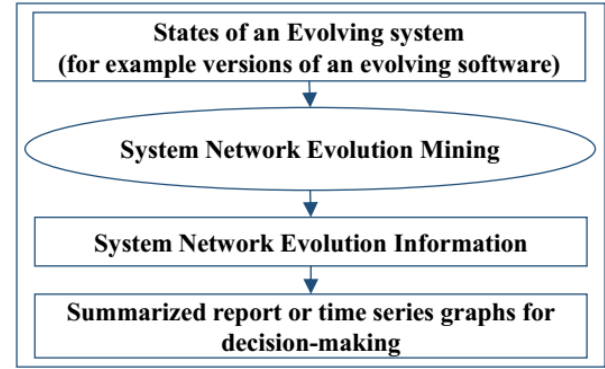 States of an Evolving system
(for example versions of an evolving software)
System Network Evolution Mining
System Network Evolution Information
Summarized report or time series graphs for
decision-making